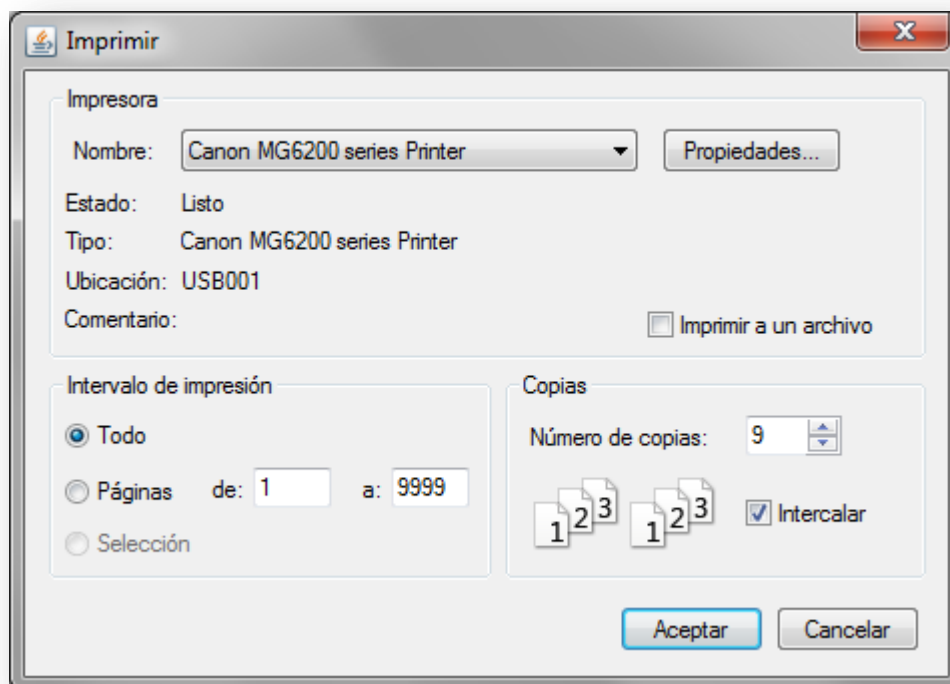 Imprimir
Impresora
Nombre: Canon MG6200 series Printer Propiedades...
Estado: Listo
Tipo: Canon MG6200 series Printer
Ubicación: USB001
Comentario:
Imprimir a un archivo
Intervalo de impresión
Todo
Páginas de: 1 a: 9999
Selección
Copias
Número de copias: 9
1 2 3 1 2 3 Intercalar
Aceptar Cancelar